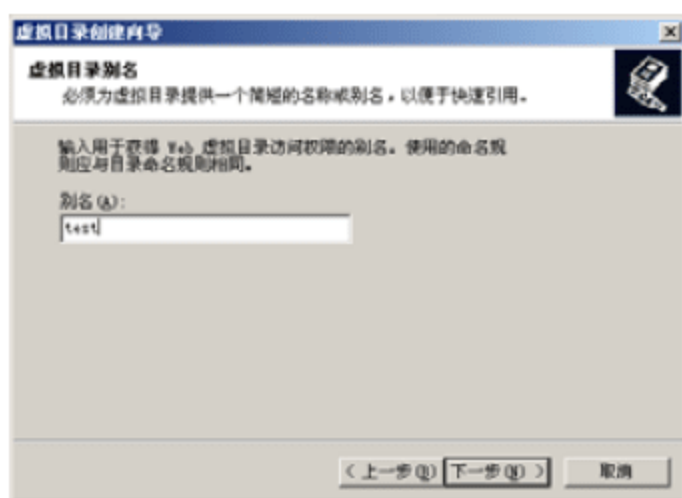 虚拟目录创建向导
虚拟目录别名
必须为虚拟目录提供一个简短的名称或别名，以便于快速引用。
输入用于获得 Web 虚拟目录访问权限的别名。使用的命名规
则应与目录命名规则相同。
别名(A):
test
< 上一步(B)
下一步(N) >
取消